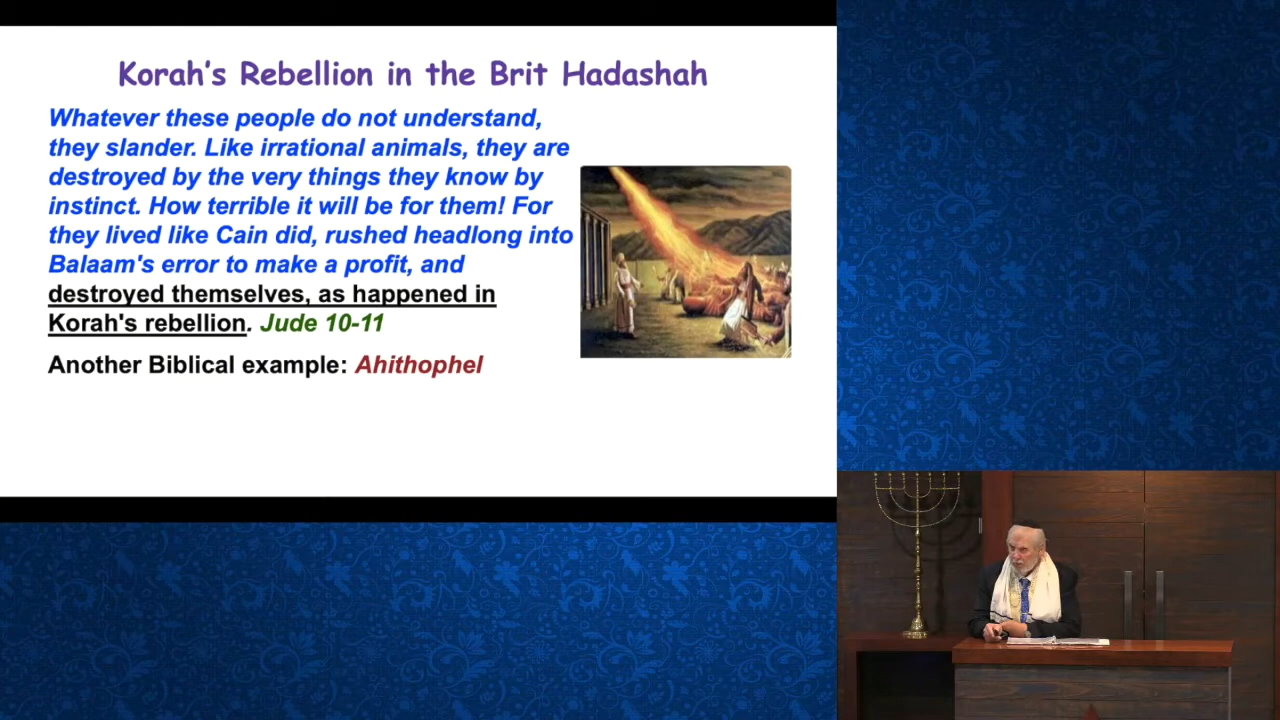 Korah's Rebellion in the Brit Hadashah
Whatever these people do not understand,
they slander. Like irrational animals, they are
destroyed by the very things they know by
instinct. How terrible it will be for them! For
they lived like Cain did, rushed headlong into
Balaam's error to make a profit, and
destroyed themselves, as happened in
Korah's rebellion. Jude 10-11
Another Biblical example: Ahithophel